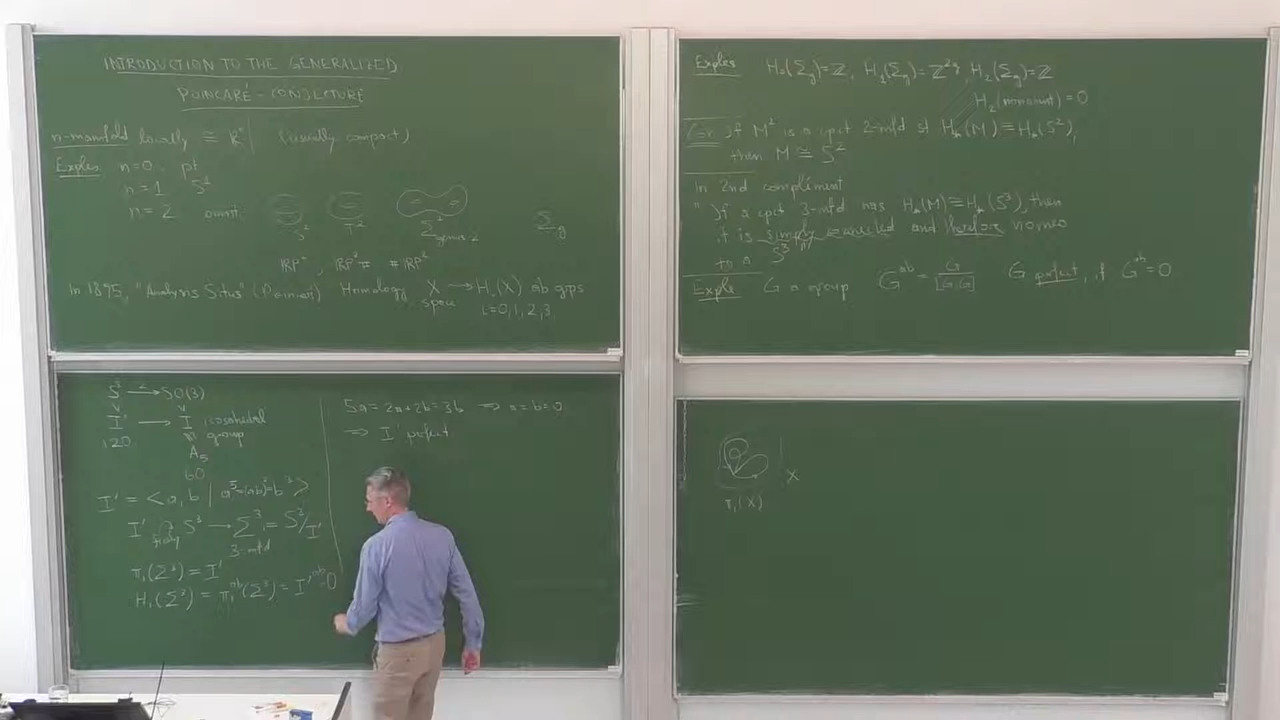 INTRODUCTION TO THE GENERALIZED
POINCARÉ-CONJECTURE
n-manifold locally ≅ ℝⁿ (usually compact)
Exples: n=0 pt
n=1 S¹
n=2 orient. S² T² Σ²genus 2 Σg
ℝP², ℝP²# #ℝP²
In 1895, "Analysis Situs" (Poincaré) Homology X → Hᵢ(X) ab grps
space i=0,1,2,3,
Exples H₀(Σg)=ℤ, H₁(Σg)=ℤ²ᵍ, H₂(Σg)=ℤ
H₂(nonorient)=0
If M² is a cpct 2-mfd st H*(M)≅H*(S²),
then M ≅ S²
In 2nd complément
"If a cpct 3-mfd has H*(M)≅H*(S³), then
it is simply connected and therefore homeo
to a S³"
Exple G a group Gᵃᵇ = G/[G,G] G perfect, if Gᵃᵇ=0
S³ →² SO(3)
∨ ∨
I' → I icosahedral
120 group
A₅
60
I' = <a, b | a⁵=(ab)²=b³>
I' S³ → Σ³ = S³/I'
freely 3-mfd
π₁(Σ³) = I'
H₁(Σ³) = π₁ᵃᵇ(Σ³) = I'ᵃᵇ=0
5a=2a+2b=3b ⇒ a=b=0
⇒ I' perfect
X
π₁(X)